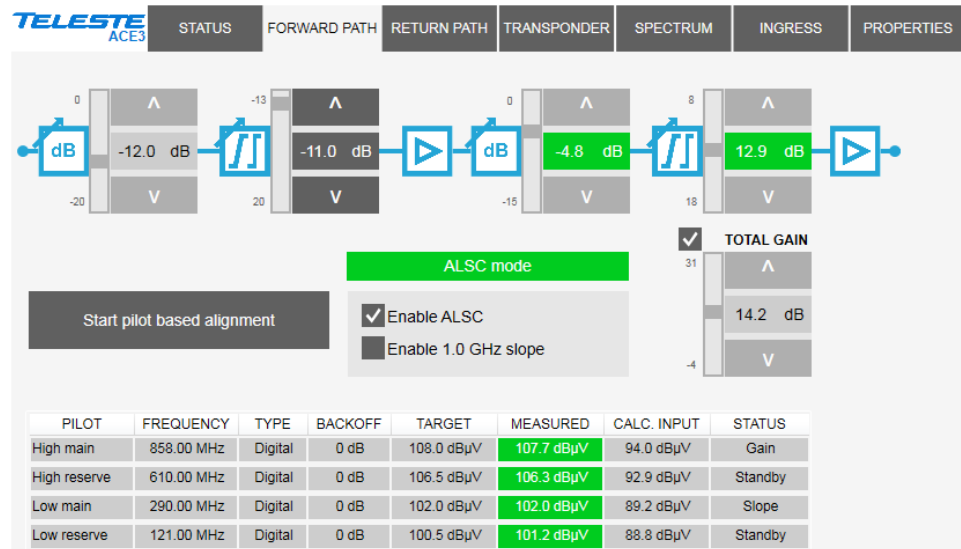 TELESTE
ACE3
STATUS FORWARD PATH RETURN PATH TRANSPONDER SPECTRUM INGRESS PROPERTIES
0 ʌ -13 ʌ 0 ʌ 8 ʌ
dB -12.0 dB -11.0 dB dB -4.8 dB 12.9 dB
-20 v 20 v -15 v 18 v
TOTAL GAIN
31 ʌ
ALSC mode
Start pilot based alignment
Enable ALSC
14.2 dB
Enable 1.0 GHz slope
-4 v
PILOT FREQUENCY TYPE BACKOFF TARGET MEASURED CALC. INPUT STATUS
High main 858.00 MHz Digital 0 dB 108.0 dBµV 107.7 dBµV 94.0 dBµV Gain
High reserve 610.00 MHz Digital 0 dB 106.5 dBµV 106.3 dBµV 92.9 dBµV Standby
Low main 290.00 MHz Digital 0 dB 102.0 dBµV 102.0 dBµV 89.2 dBµV Slope
Low reserve 121.00 MHz Digital 0 dB 100.5 dBµV 101.2 dBµV 88.8 dBµV Standby